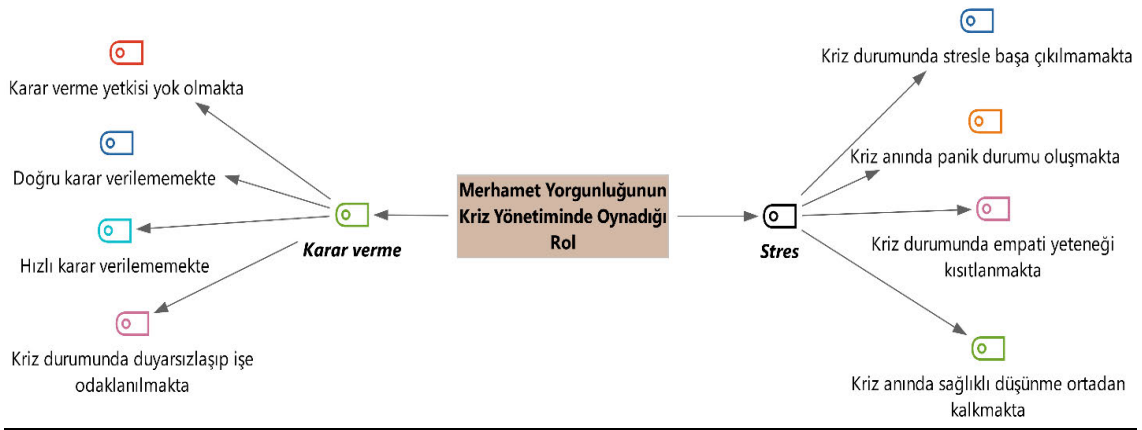 Karar verme yetkisi yok olmakta
Doğru karar verilememekte
Hızlı karar verilememekte
Kriz durumunda duyarsızlaşıp işe
odaklanılmakta
Karar verme
Merhamet Yorgunluğunun
Kriz Yönetiminde Oynadığı
Rol
Stres
Kriz durumunda stresle başa çıkılmamakta
Kriz anında panik durumu oluşmakta
Kriz durumunda empati yeteneği
kısıtlanmakta
Kriz anında sağlıklı düşünme ortadan
kalkmakta